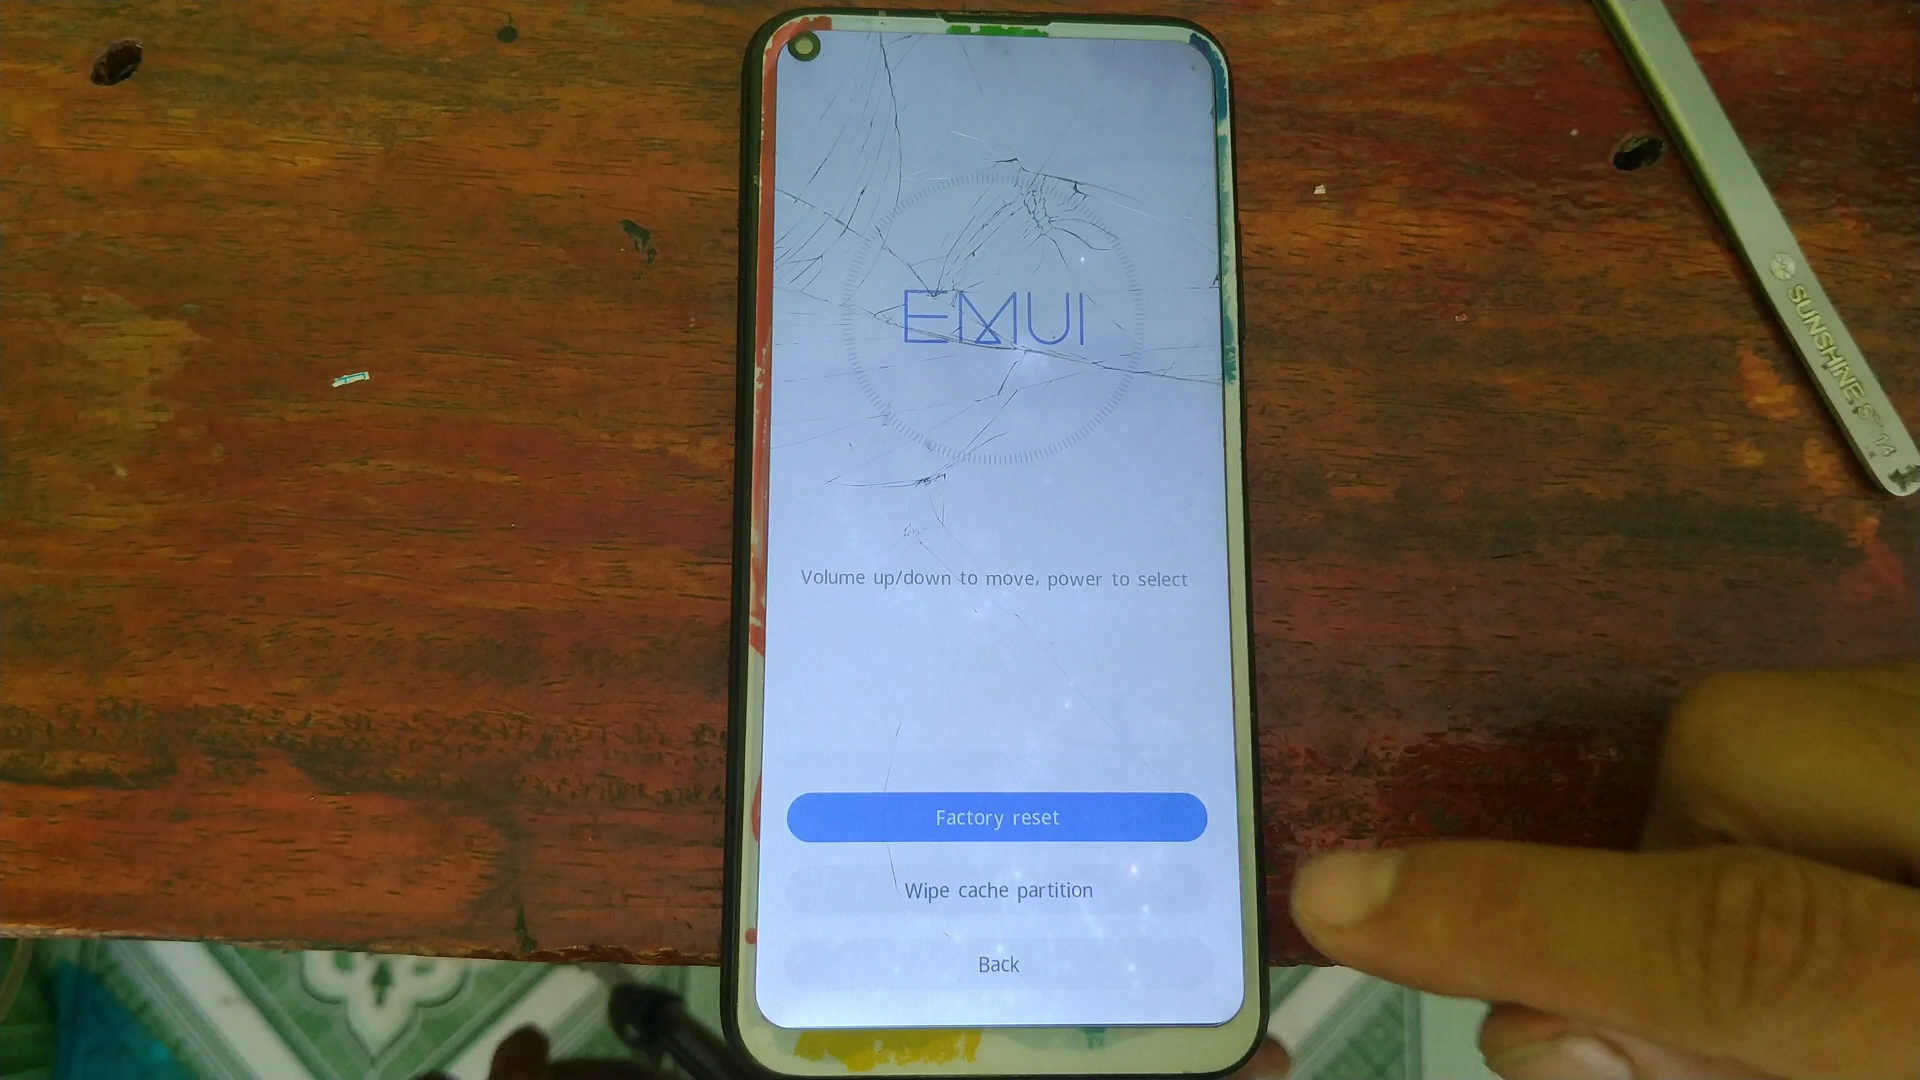 EMUI
Volume up/down to move, power to select
Factory reset
Wipe cache partition
Back
SUNSHINE